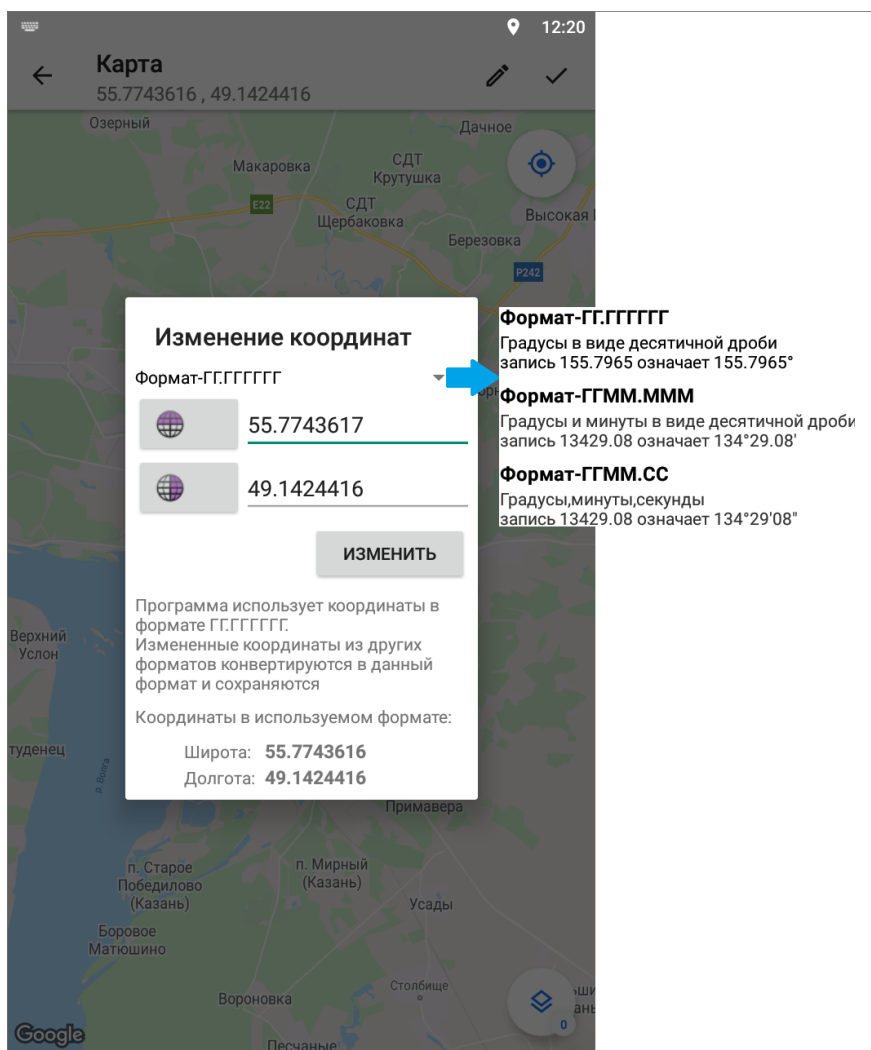 12:20
Карта
55.7743616 , 49.1424416
Озерный
Дачное
Макаровка
СДТ
Крутушка
E22
СДТ
Щербаковка
Высокая
Березовка
P242
Изменение координат
Формат-ГГ.ГГГГГГ
55.7743617
49.1424416
ИЗМЕНИТЬ
Программа использует координаты в
формате ГГ.ГГГГГГ.
Измененные координаты из других
форматов конвертируются в данный
формат и сохраняются
Координаты в используемом формате:
Широта: 55.7743616
Долгота: 49.1424416
Формат-ГГ.ГГГГГГ
Градусы в виде десятичной дроби
запись 155.7965 означает 155.7965°
Формат-ГГММ.МММ
Градусы и минуты в виде десятичной дроби
запись 13429.08 означает 134°29.08'
Формат-ГГММ.СС
Градусы,минуты,секунды
запись 13429.08 означает 134°29'08"
Верхний
Услон
туденец
р. Волга
Примавера
п. Старое
Победилово
(Казань)
п. Мирный
(Казань)
Усады
Боровое
Матюшино
Столбище
Вороновка
0
Google
Песчаные